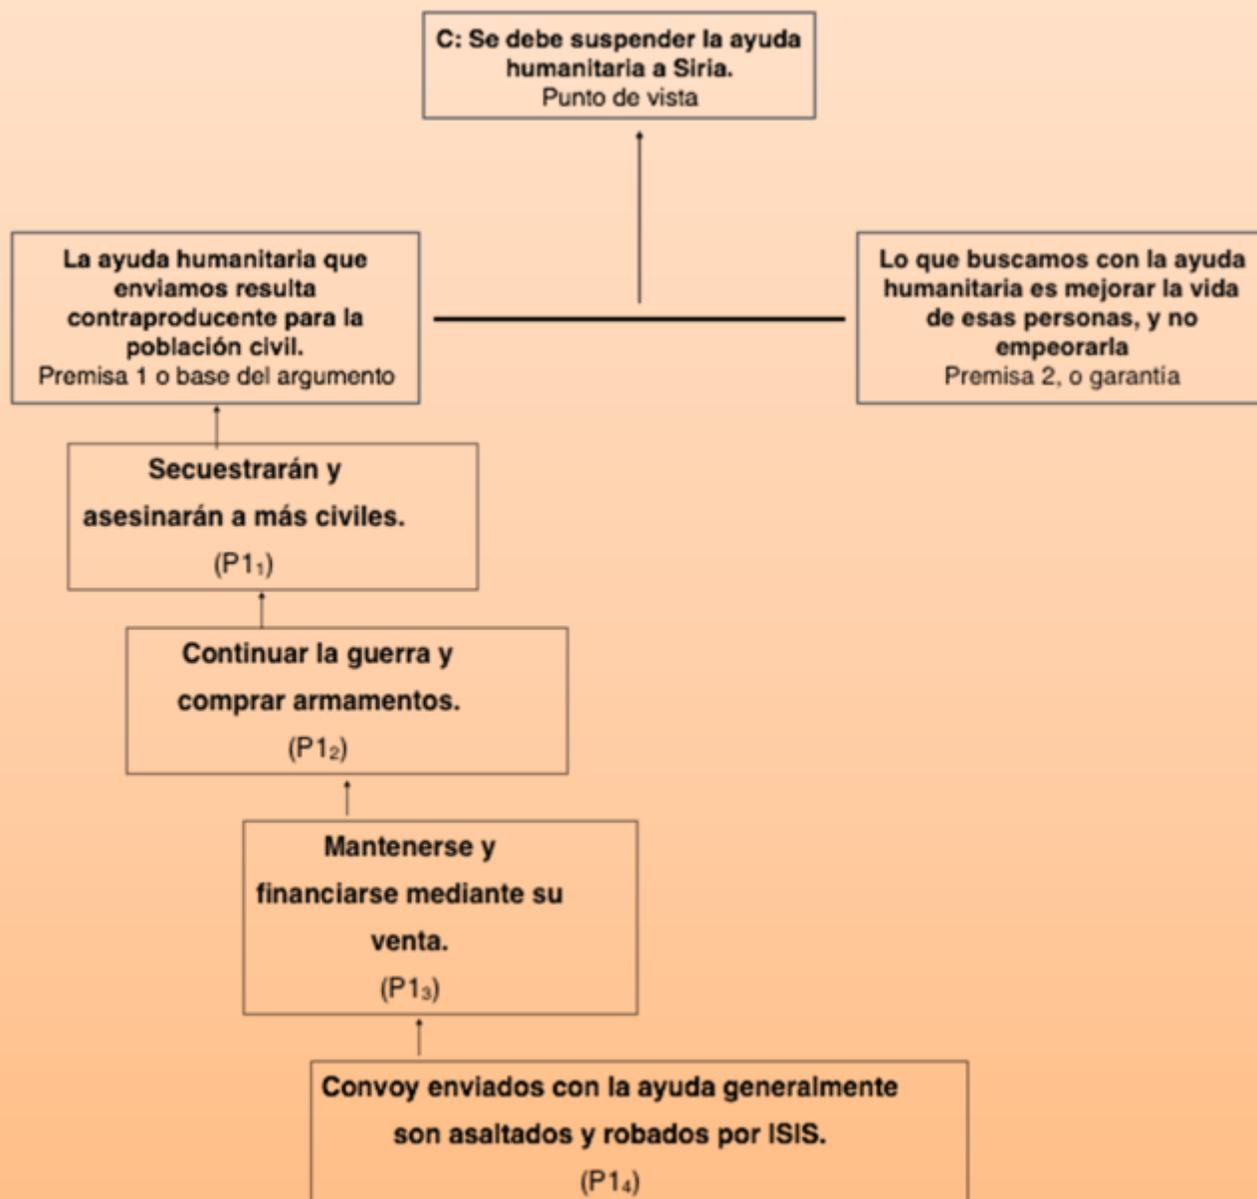 C: Se debe suspender la ayuda
humanitaria a Siria.
Punto de vista
La ayuda humanitaria que
enviamos resulta
contraproducente para la
población civil.
Premisa 1 o base del argumento
Lo que buscamos con la ayuda
humanitaria es mejorar la vida
de esas personas, y no
empeorarla
Premisa 2, o garantía
Secuestrarán y
asesinarán a más civiles.
(P1₁)
Continuar la guerra y
comprar armamentos.
(P1₂)
Mantenerse y
financiarse mediante su
venta.
(P1₃)
Convoy enviados con la ayuda generalmente
son asaltados y robados por ISIS.
(P1₄)